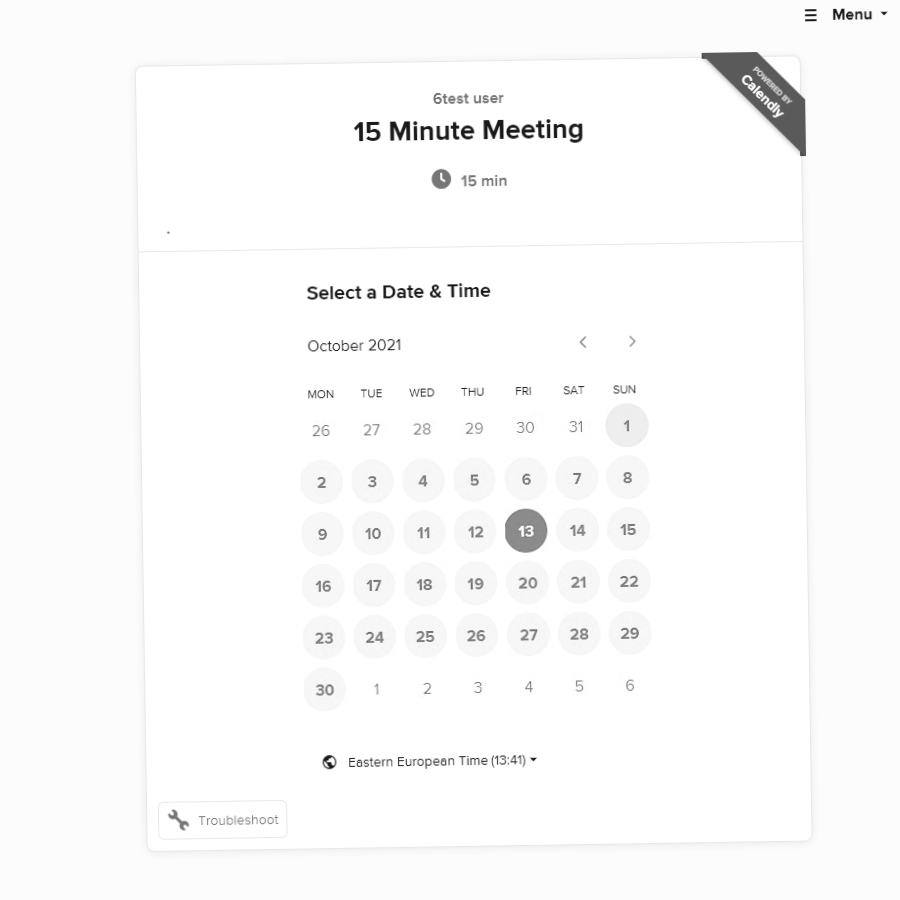 Menu
POWERED BY
Calendly
6test user
15 Minute Meeting
15 min
.
Select a Date & Time
October 2021
MON TUE WED THU FRI SAT SUN
26 27 28 29 30 31 1
2 3 4 5 6 7 8
9 10 11 12 13 14 15
16 17 18 19 20 21 22
23 24 25 26 27 28 29
30 1 2 3 4 5 6
Eastern European Time (13:41)
Troubleshoot